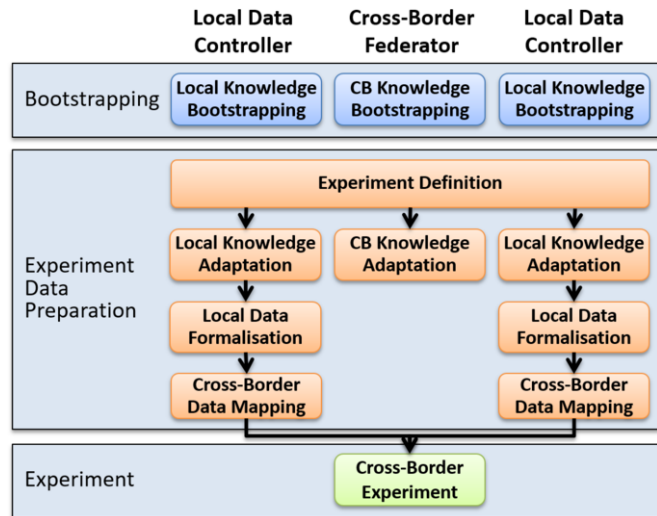 Local Data
Controller
Cross-Border
Federator
Local Data
Controller
Bootstrapping
Local Knowledge
Bootstrapping
CB Knowledge
Bootstrapping
Local Knowledge
Bootstrapping
Experiment
Data
Preparation
Experiment Definition
Local Knowledge
Adaptation
CB Knowledge
Adaptation
Local Knowledge
Adaptation
Local Data
Formalisation
Local Data
Formalisation
Cross-Border
Data Mapping
Cross-Border
Data Mapping
Experiment
Cross-Border
Experiment